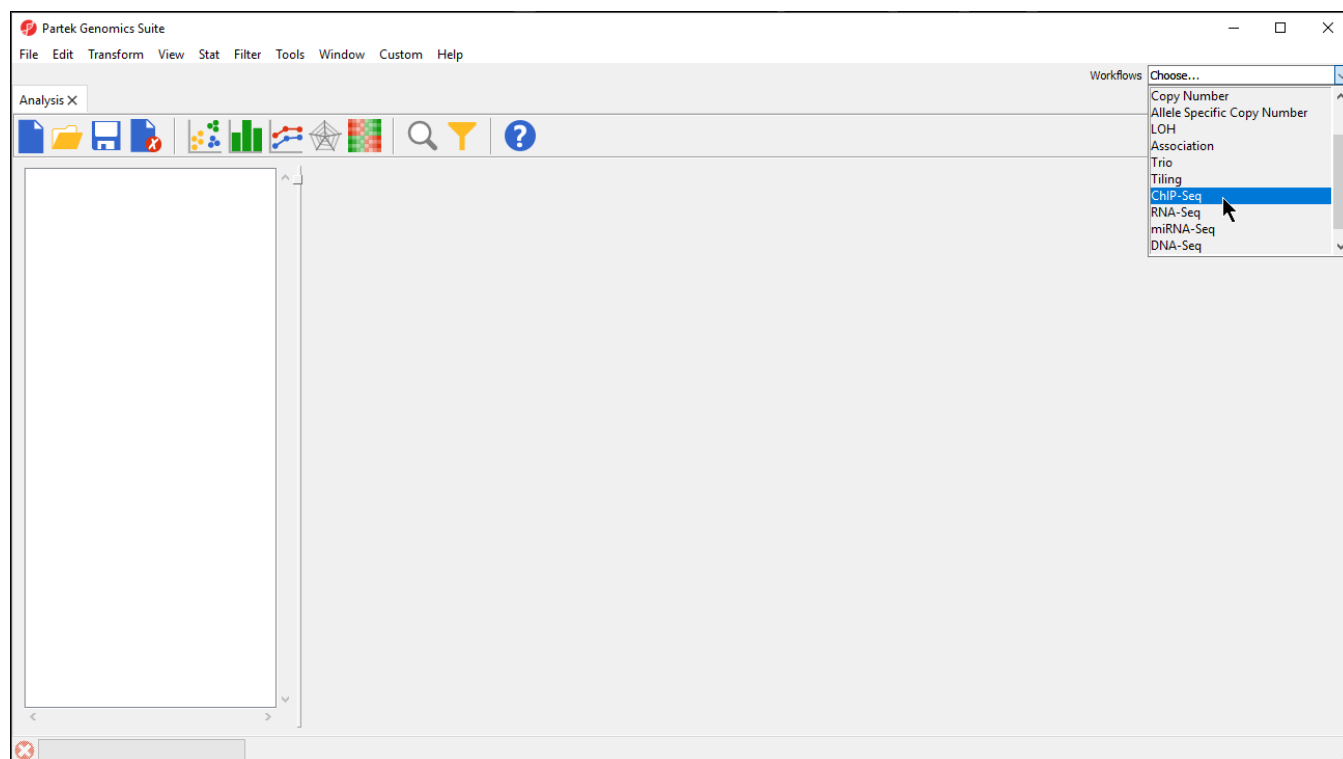 Partek Genomics Suite
File Edit Transform View Stat Filter Tools Window Custom Help
Workflows Choose...
Analysis
Copy Number
Allele Specific Copy Number
LOH
Association
Trio
Tiling
ChIP-Seq
RNA-Seq
miRNA-Seq
DNA-Seq